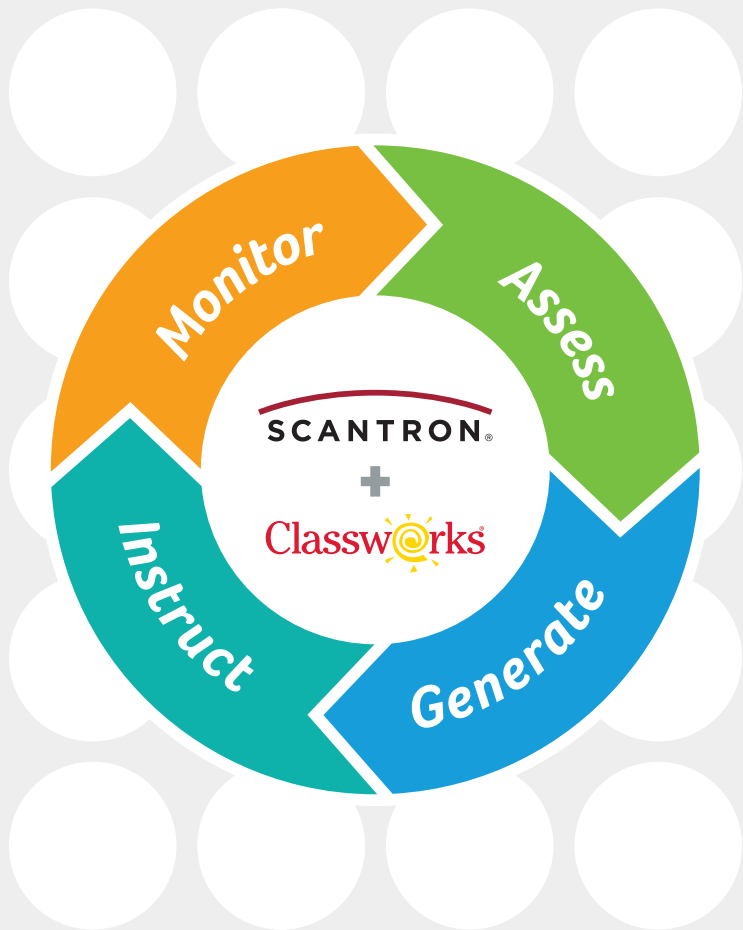 Monitor
Assess
SCANTRON®
+
Classworks®
Instruct
Generate